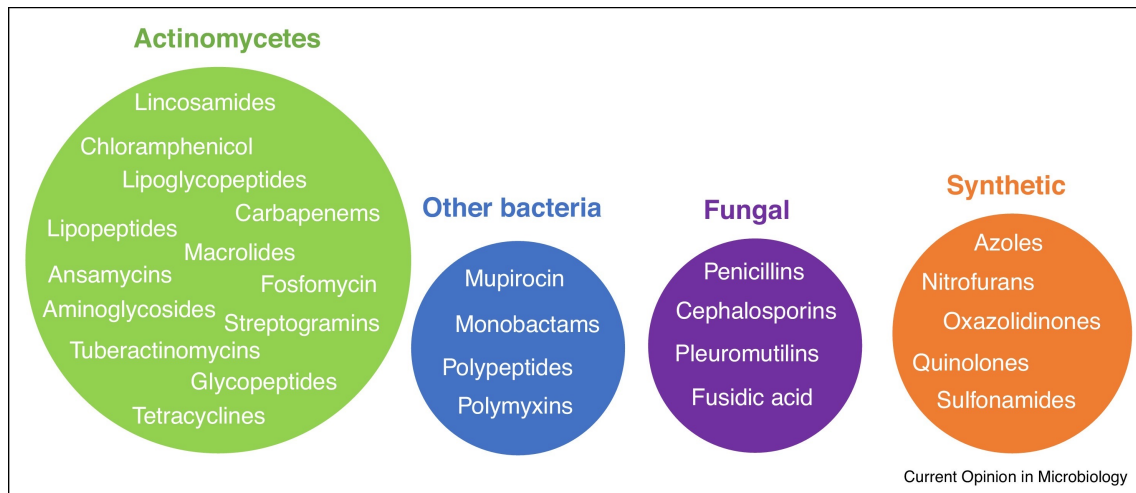 Actinomycetes
Lincosamides
Chloramphenicol
Lipoglycopeptides
Carbapenems
Lipopeptides
Macrolides
Ansamycins
Fosfomycin
Aminoglycosides
Streptogramins
Tuberactinomycins
Glycopeptides
Tetracyclines
Other bacteria
Mupirocin
Monobactams
Polypeptides
Polymyxins
Fungal
Penicillins
Cephalosporins
Pleuromutilins
Fusidic acid
Synthetic
Azoles
Nitrofurans
Oxazolidinones
Quinolones
Sulfonamides
Current Opinion in Microbiology